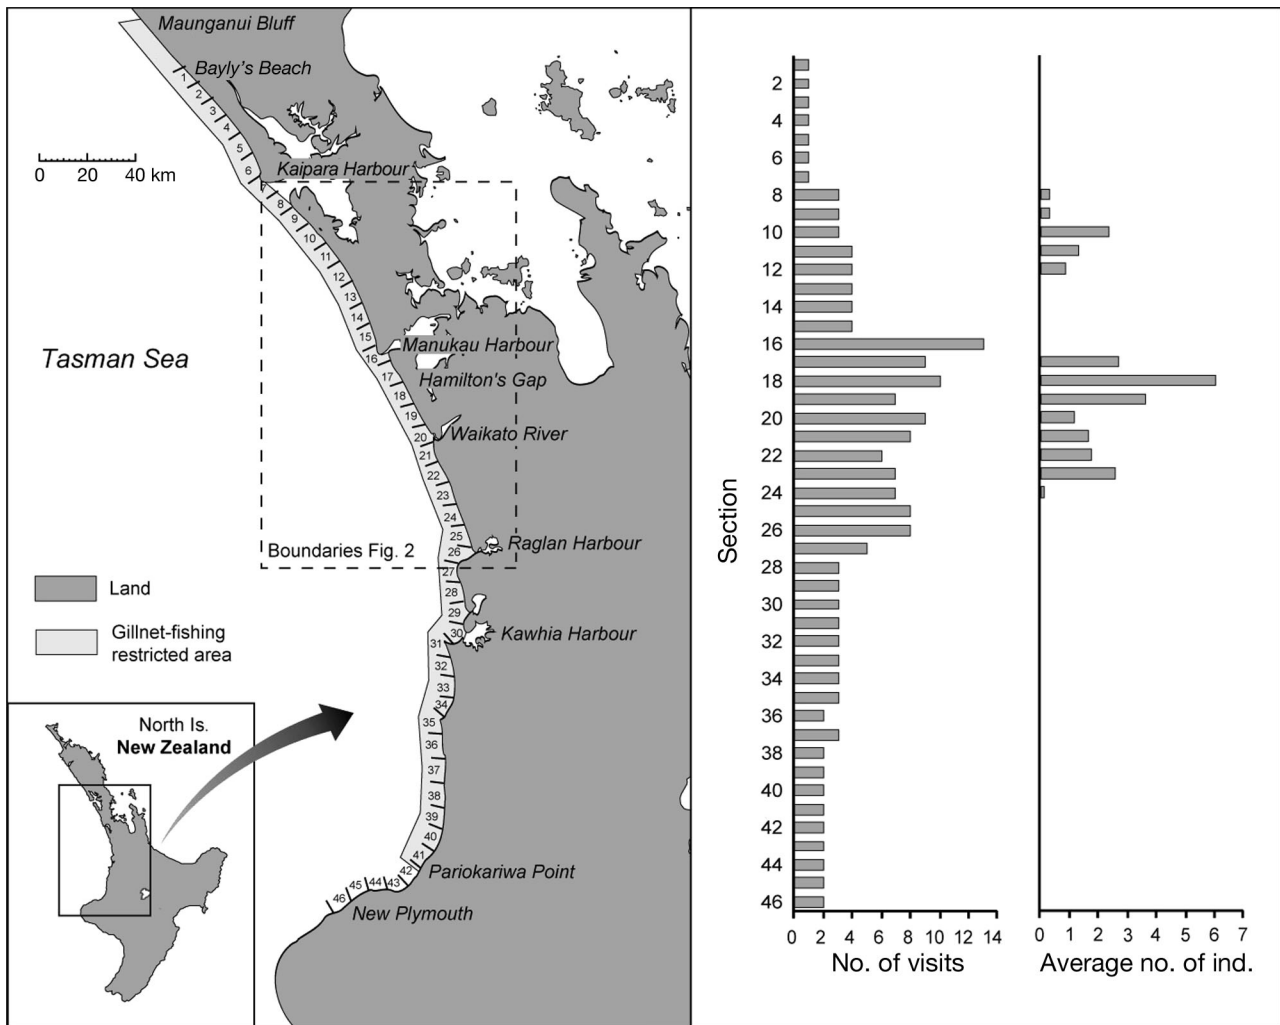 Maunganui Bluff
Bayly's Beach
1
2
3
4
5
6
Kaipara Harbour
0 20 40 km
8
9
10
11
12
13
14
15
16
Manukau Harbour
Tasman Sea
17
Hamilton's Gap
18
19
20
Waikato River
21
22
23
24
25
Raglan Harbour
26
Boundaries Fig. 2
27
28
Land
29
30
Kawhia Harbour
31
Gillnet-fishing
restricted area
32
33
34
35
36
37
38
39
40
41
42
Pariokariwa Point
43
44
45
46
New Plymouth
North Is.
New Zealand
Section
2
4
6
8
10
12
14
16
18
20
22
24
26
28
30
32
34
36
38
40
42
44
46
0 2 4 6 8 10 12 14
No. of visits
0 1 2 3 4 5 6 7
Average no. of ind.